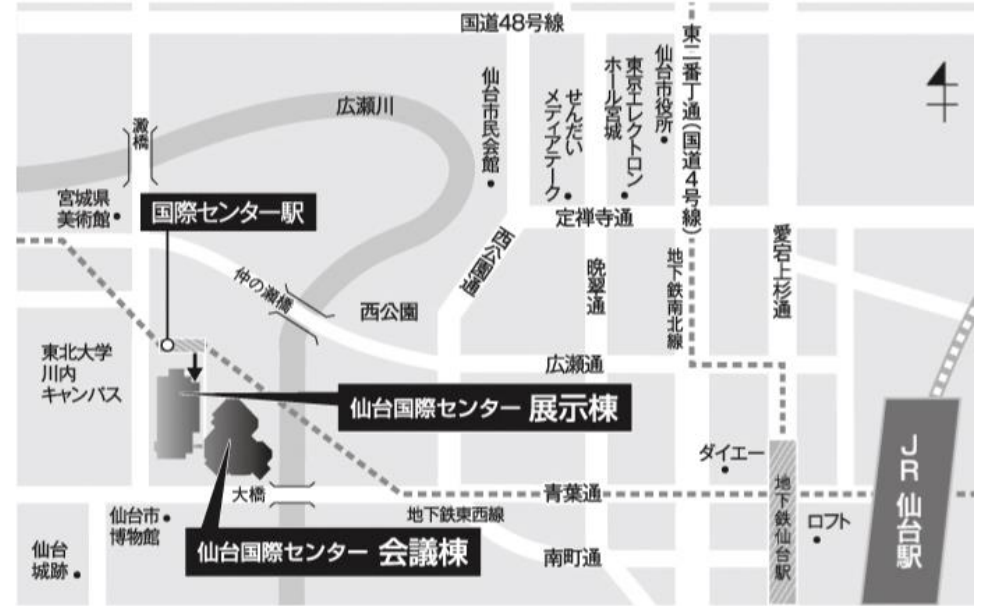 国道48号線
広瀬川
澱橋
仙台市民会館
せんだい
メディアテーク
東京エレクトロン
ホール宮城
仙台市役所
東二番丁通(国道4号線)
宮城県
美術館
国際センター駅
定禅寺通
西公園通
晩翠通
地下鉄南北線
愛宕上杉通
仲の瀬橋
西公園
東北大学
川内
キャンパス
広瀬通
仙台国際センター 展示棟
ダイエー
JR仙台駅
大橋
青葉通
地下鉄東西線
地下鉄仙台駅
ロフト
仙台市
博物館
仙台国際センター 会議棟
南町通
仙台
城跡